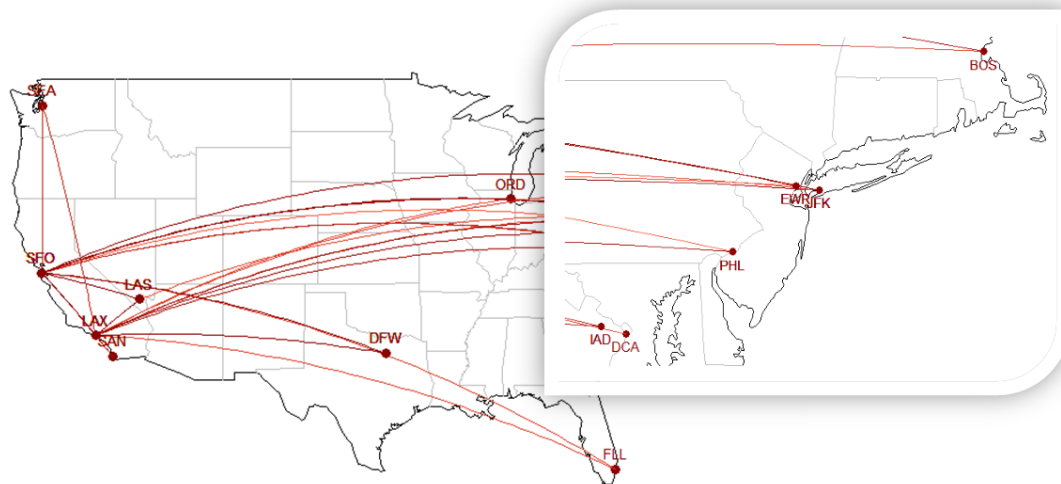 SEA
ORD
SFO
LAS
LAX
SAN
DFW
FLL
BOS
EWR
JFK
PHL
IAD
DCA